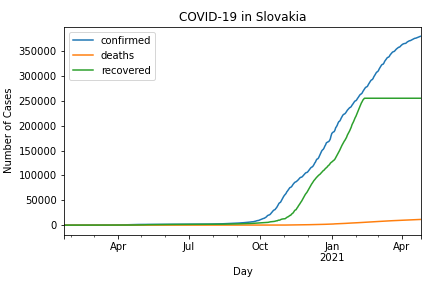 COVID-19 in Slovakia
confirmed
deaths
recovered
Number of Cases
350000
300000
250000
200000
150000
100000
50000
0
Apr
Jul
Oct
Jan
2021
Apr
Day